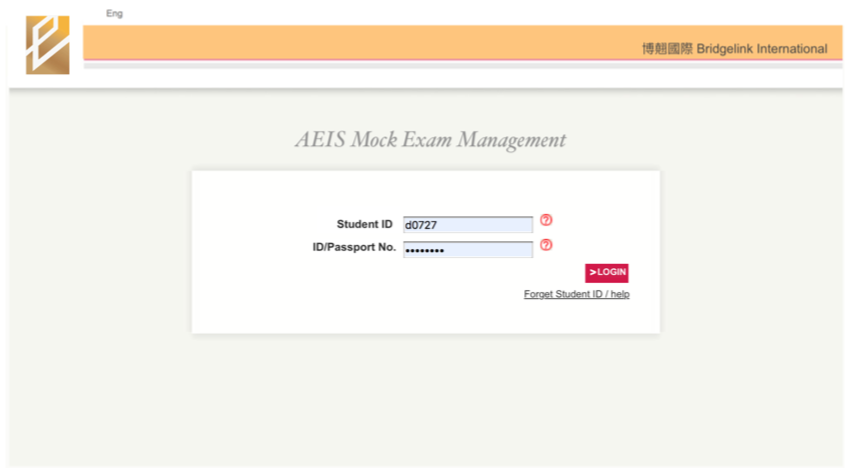 Eng
博翹國際 Bridgelink International
AEIS Mock Exam Management
Student ID d0727
ID/Passport No. ••••••••
>LOGIN
Forget Student ID / help